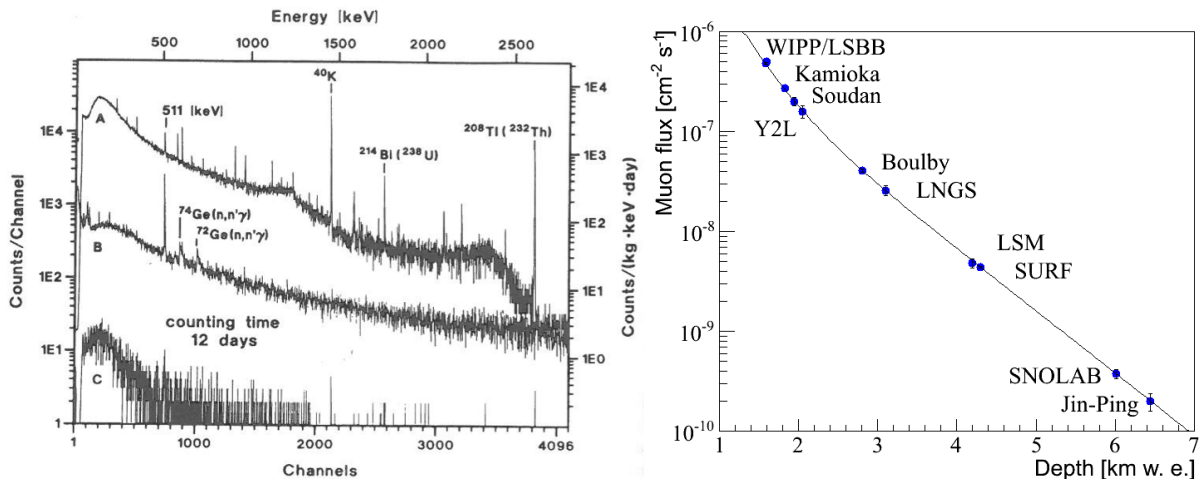 Energy (keV)
500 1000 1500 2000 2500
⁴⁰K
511 (keV)
²⁰⁸Tl (²³²Th)
²¹⁴Bi (²³⁸U)
A
⁷⁴Ge(n,n'γ)
⁷²Ge(n,n'γ)
B
counting time
12 days
C
1E4
1E3
1E2
1E1
1
Counts/Channel
1E4
1E3
1E2
1E1
1E0
Counts/(kg·keV·day)
1 1000 2000 3000 4096
Channels
Muon flux [cm⁻² s⁻¹]
10⁻⁶
10⁻⁷
10⁻⁸
10⁻⁹
10⁻¹⁰
WIPP/LSBB
Kamioka
Soudan
Y2L
Boulby
LNGS
LSM
SURF
SNOLAB
Jin-Ping
1 2 3 4 5 6 7
Depth [km w. e.]